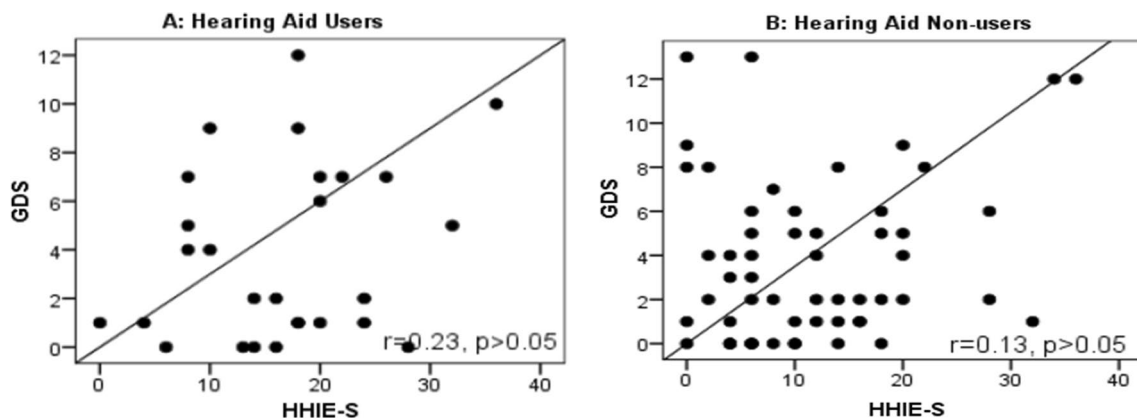 A: Hearing Aid Users
12
10
8
6
4
2
0
GDS
r=0.23, p>0.05
0 10 20 30 40
HHIE-S
B: Hearing Aid Non-users
12
10
8
6
4
2
0
GDS
r=0.13, p>0.05
0 10 20 30 40
HHIE-S